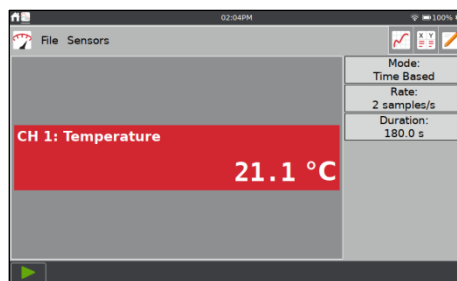 02:04PM
100%
File Sensors
X Y
Mode:
Time Based
Rate:
2 samples/s
Duration:
180.0 s
CH 1: Temperature
21.1 °C